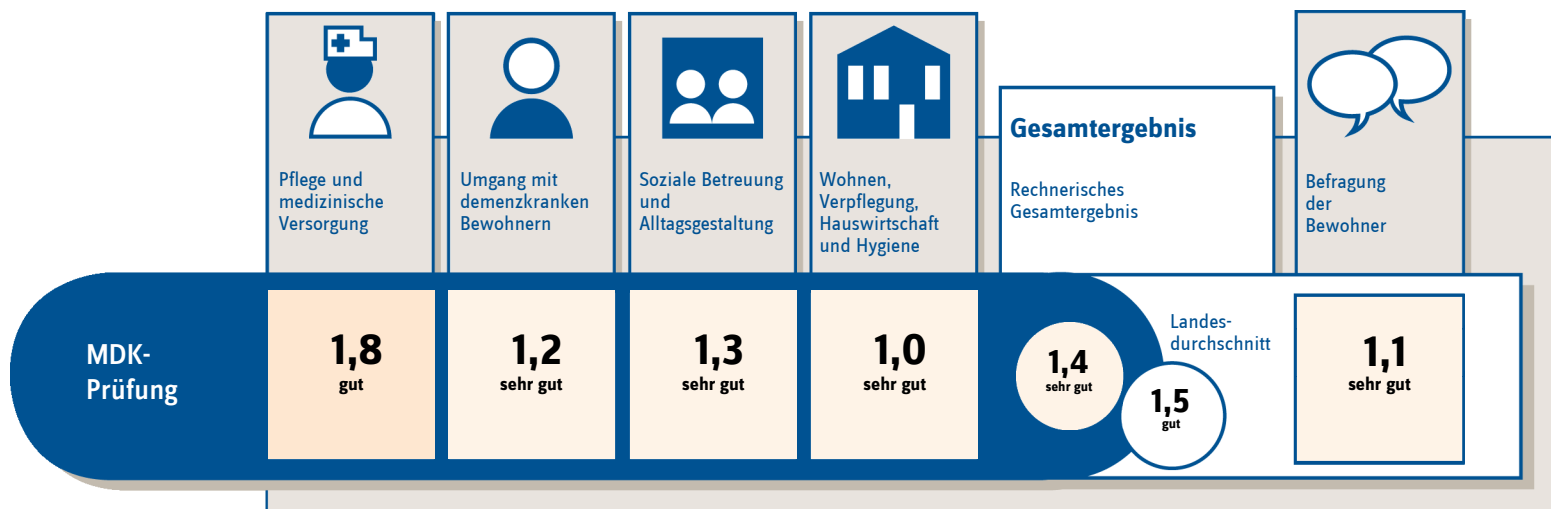 Pflege und
medizinische
Versorgung
Umgang mit
demenzkranken
Bewohnern
Soziale Betreuung
und
Alltagsgestaltung
Wohnen,
Verpflegung,
Hauswirtschaft
und Hygiene
Gesamtergebnis
Rechnerisches
Gesamtergebnis
Befragung
der
Bewohner
MDK-
Prüfung
1,8
gut
1,2
sehr gut
1,3
sehr gut
1,0
sehr gut
1,4
sehr gut
Landes-
durchschnitt
1,5
gut
1,1
sehr gut